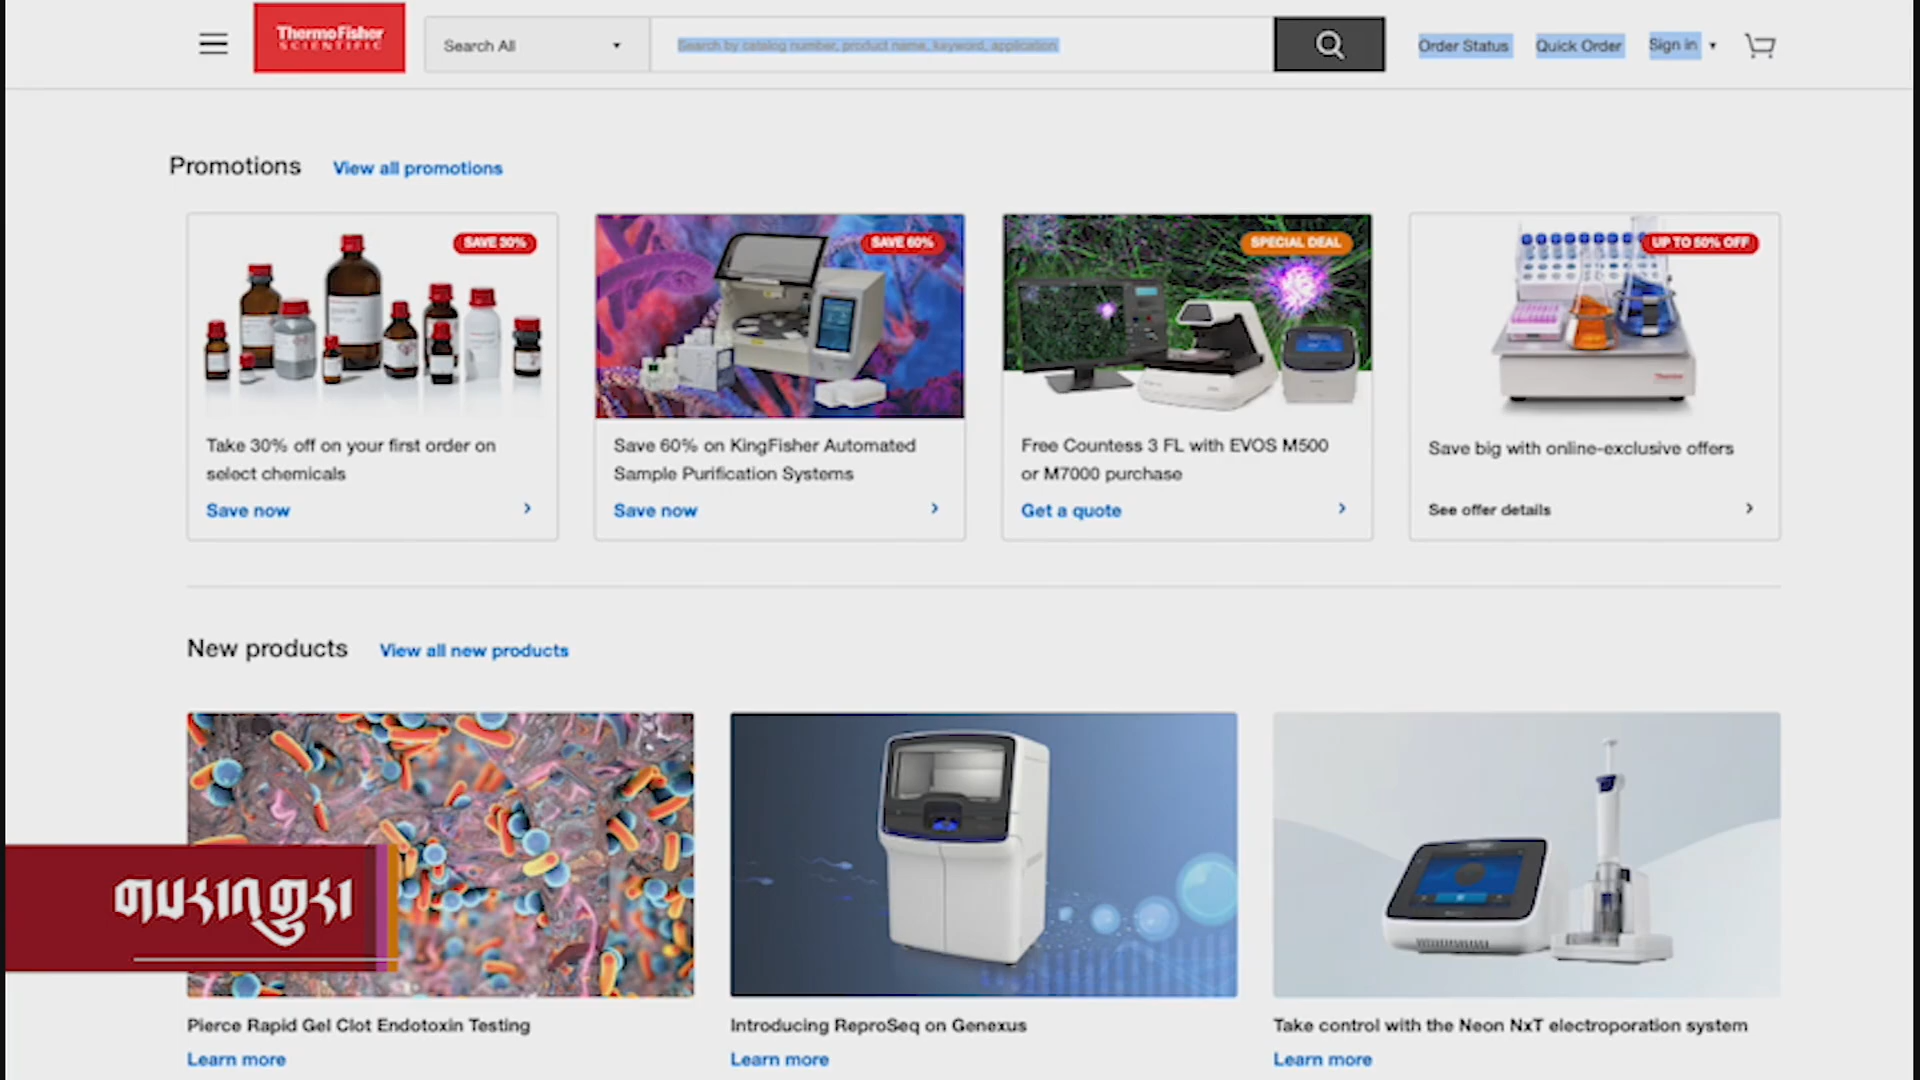 ThermoFisher
SCIENTIFIC
Search All
Search by catalog number, product name, keyword, application
Order Status
Quick Order
Sign in
Promotions
View all promotions
SAVE 30%
Take 30% off on your first order on
select chemicals
Save now
SAVE 60%
Save 60% on KingFisher Automated
Sample Purification Systems
Save now
SPECIAL DEAL
Free Countess 3 FL with EVOS M500
or M7000 purchase
Get a quote
UP TO 50% OFF
Save big with online-exclusive offers
See offer details
New products
View all new products
Pierce Rapid Gel Clot Endotoxin Testing
Learn more
Introducing ReproSeq on Genexus
Learn more
Take control with the Neon NxT electroporation system
Learn more